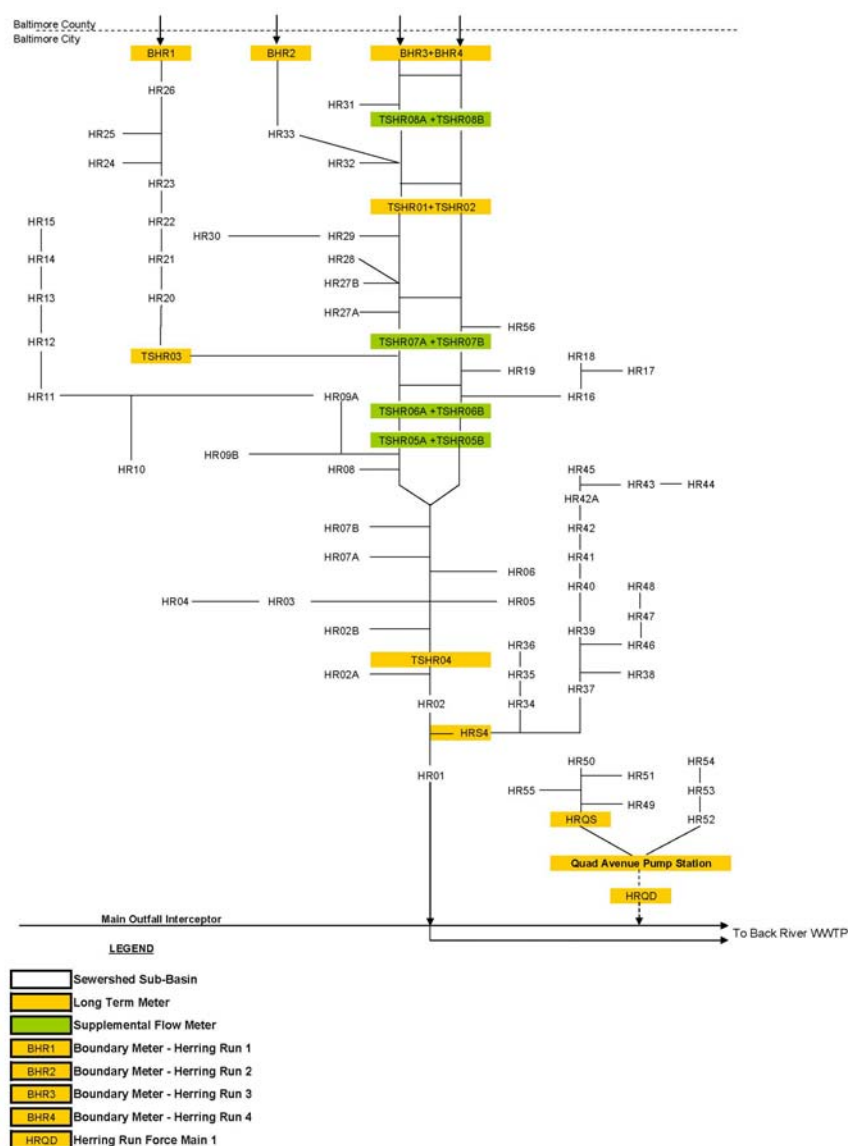 Baltimore County
Baltimore City
BHR1
BHR2
BHR3+BHR4
HR26
HR31
TSHR08A +TSHR08B
HR25
HR33
HR24
HR32
HR23
TSHR01+TSHR02
HR15
HR22
HR30
HR29
HR14
HR21
HR28
HR27B
HR13
HR20
HR27A
HR56
HR12
TSHR07A +TSHR07B
TSHR03
HR18
HR19
HR17
HR11
HR09A
HR16
TSHR06A +TSHR06B
TSHR05A +TSHR05B
HR09B
HR10
HR08
HR45
HR43
HR44
HR42A
HR07B
HR42
HR07A
HR41
HR06
HR40
HR48
HR04
HR03
HR05
HR47
HR02B
HR39
HR36
HR46
TSHR04
HR02A
HR35
HR38
HR37
HR02
HR34
HRS4
HR50
HR54
HR01
HR51
HR55
HR53
HR49
HRQS
HR52
Quad Avenue Pump Station
HRQD
Main Outfall Interceptor
To Back River WWTP
LEGEND
Sewershed Sub-Basin
Long Term Meter
Supplemental Flow Meter
BHR1 Boundary Meter - Herring Run 1
BHR2 Boundary Meter - Herring Run 2
BHR3 Boundary Meter - Herring Run 3
BHR4 Boundary Meter - Herring Run 4
HRQD Herring Run Force Main 1